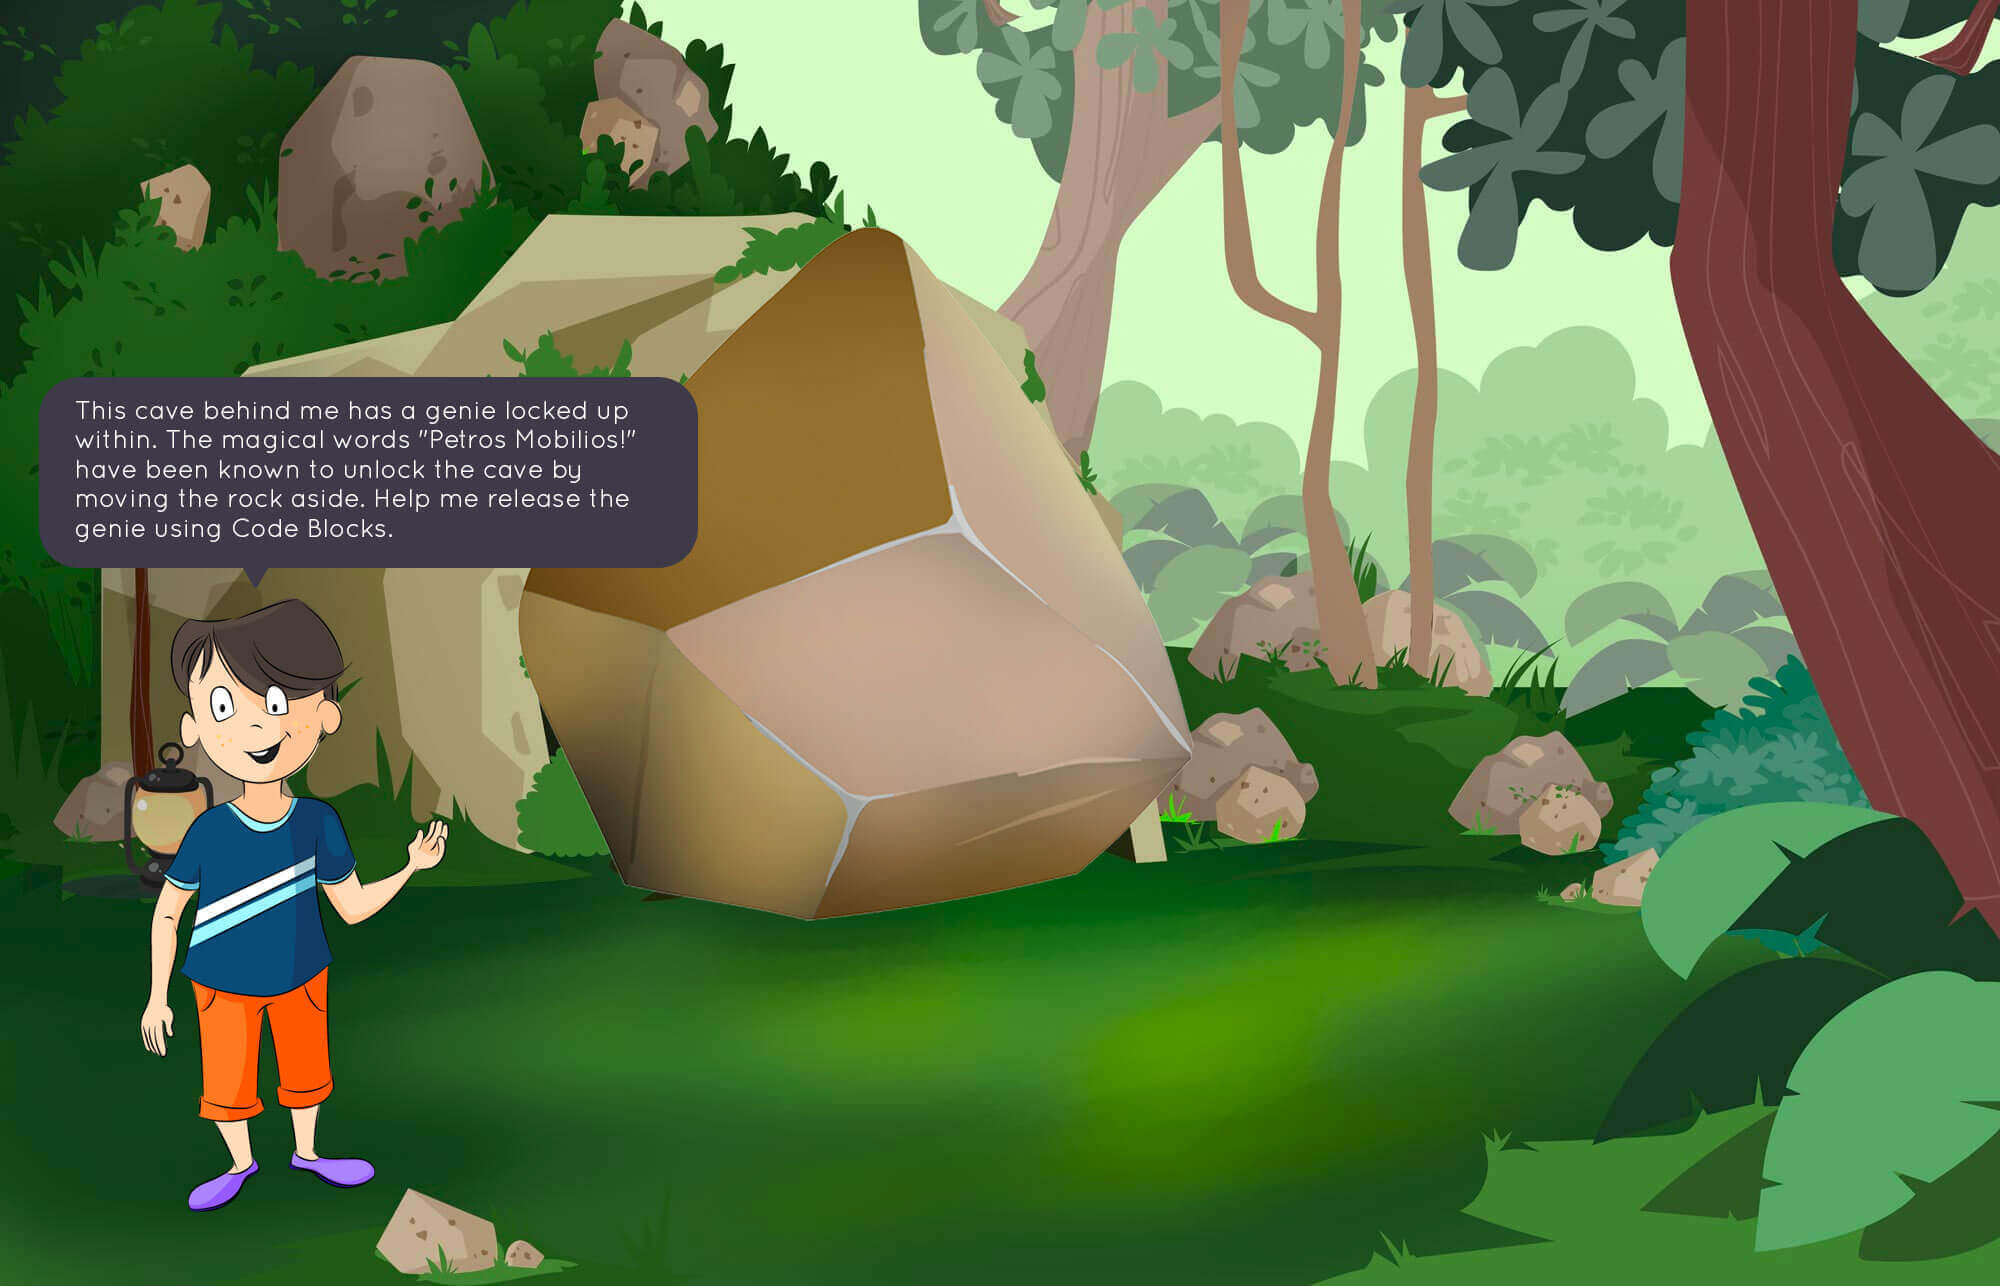 This cave behind me has a genie locked up
within. The magical words "Petros Mobilios!"
have been known to unlock the cave by
moving the rock aside. Help me release the
genie using Code Blocks.